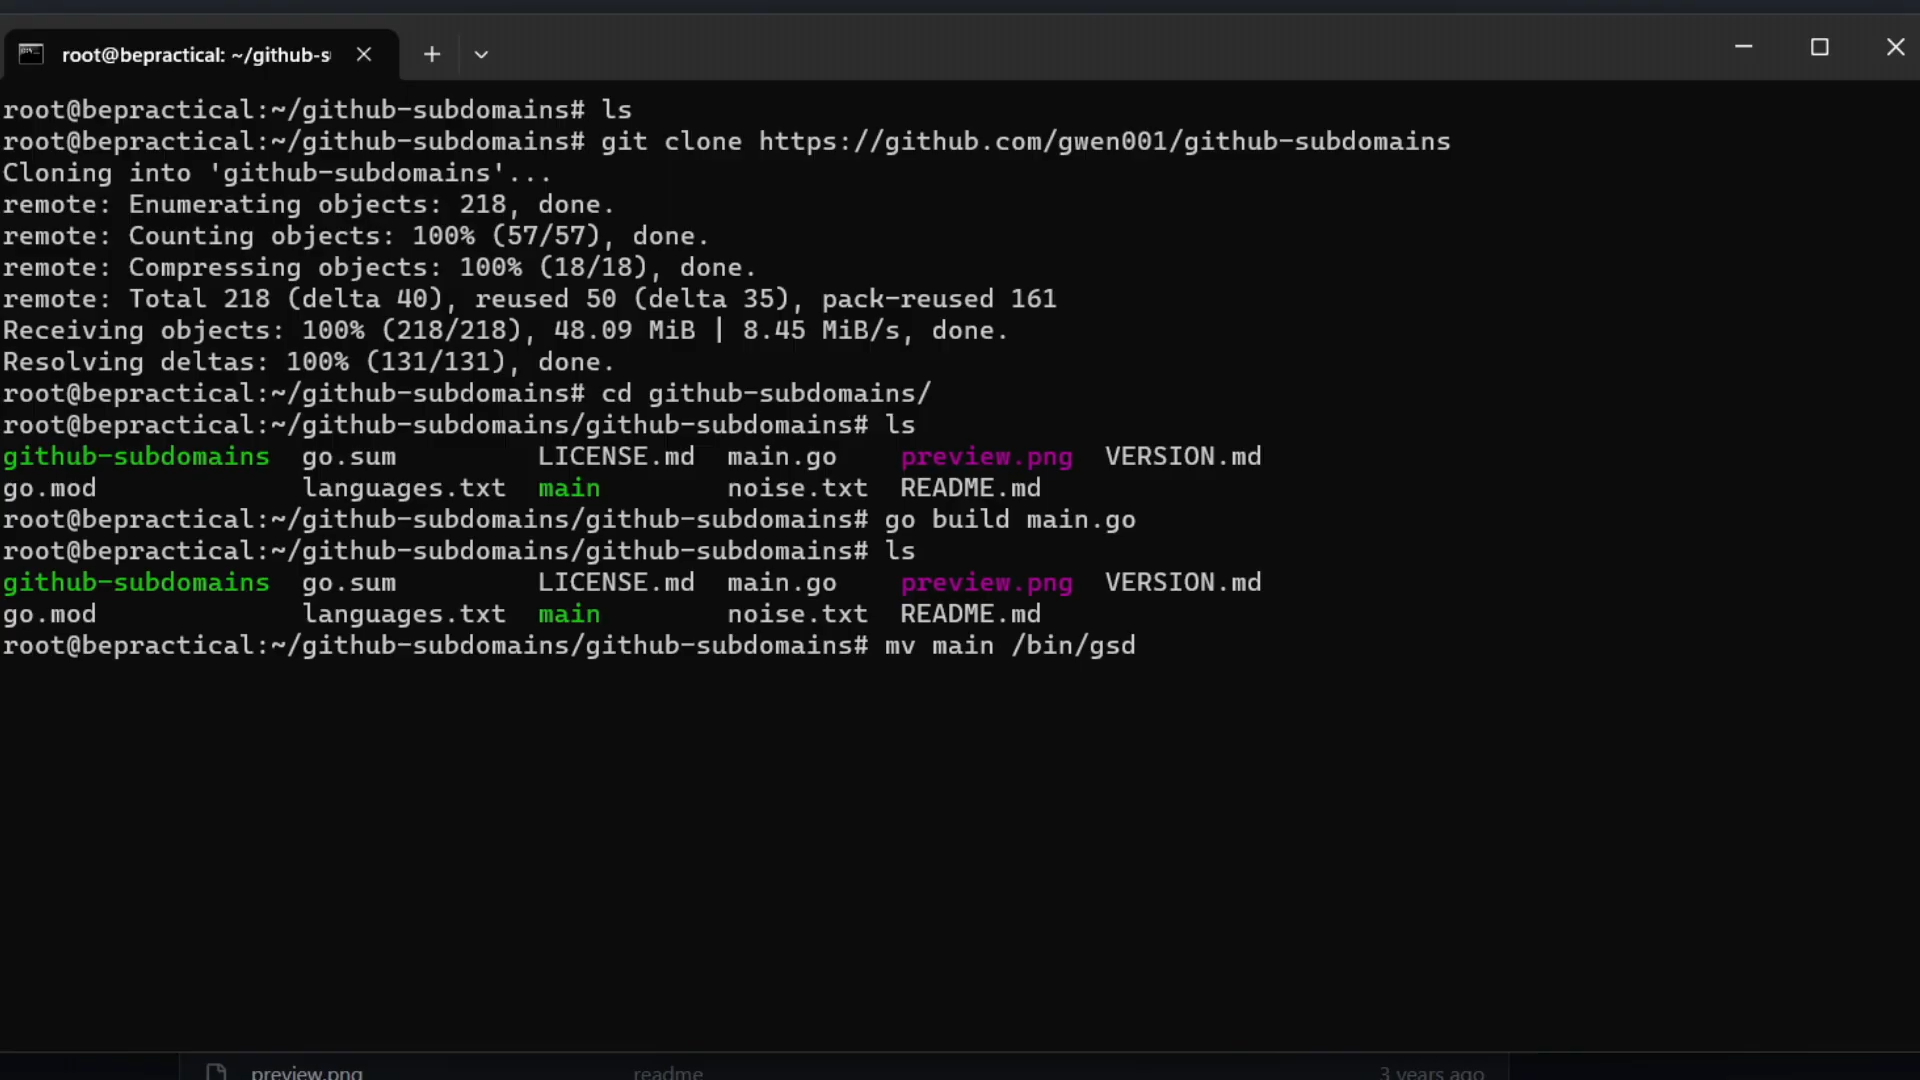 root@bepractical: ~/github-s
root@bepractical:~/github-subdomains# ls
root@bepractical:~/github-subdomains# git clone https://github.com/gwen001/github-subdomains
Cloning into 'github-subdomains'...
remote: Enumerating objects: 218, done.
remote: Counting objects: 100% (57/57), done.
remote: Compressing objects: 100% (18/18), done.
remote: Total 218 (delta 40), reused 50 (delta 35), pack-reused 161
Receiving objects: 100% (218/218), 48.09 MiB | 8.45 MiB/s, done.
Resolving deltas: 100% (131/131), done.
root@bepractical:~/github-subdomains# cd github-subdomains/
root@bepractical:~/github-subdomains/github-subdomains# ls
github-subdomains  go.sum         LICENSE.md  main.go    preview.png  VERSION.md
go.mod             languages.txt  main        noise.txt  README.md
root@bepractical:~/github-subdomains/github-subdomains# go build main.go
root@bepractical:~/github-subdomains/github-subdomains# ls
github-subdomains  go.sum         LICENSE.md  main.go    preview.png  VERSION.md
go.mod             languages.txt  main        noise.txt  README.md
root@bepractical:~/github-subdomains/github-subdomains# mv main /bin/gsd
preview.png readme 3 years ago